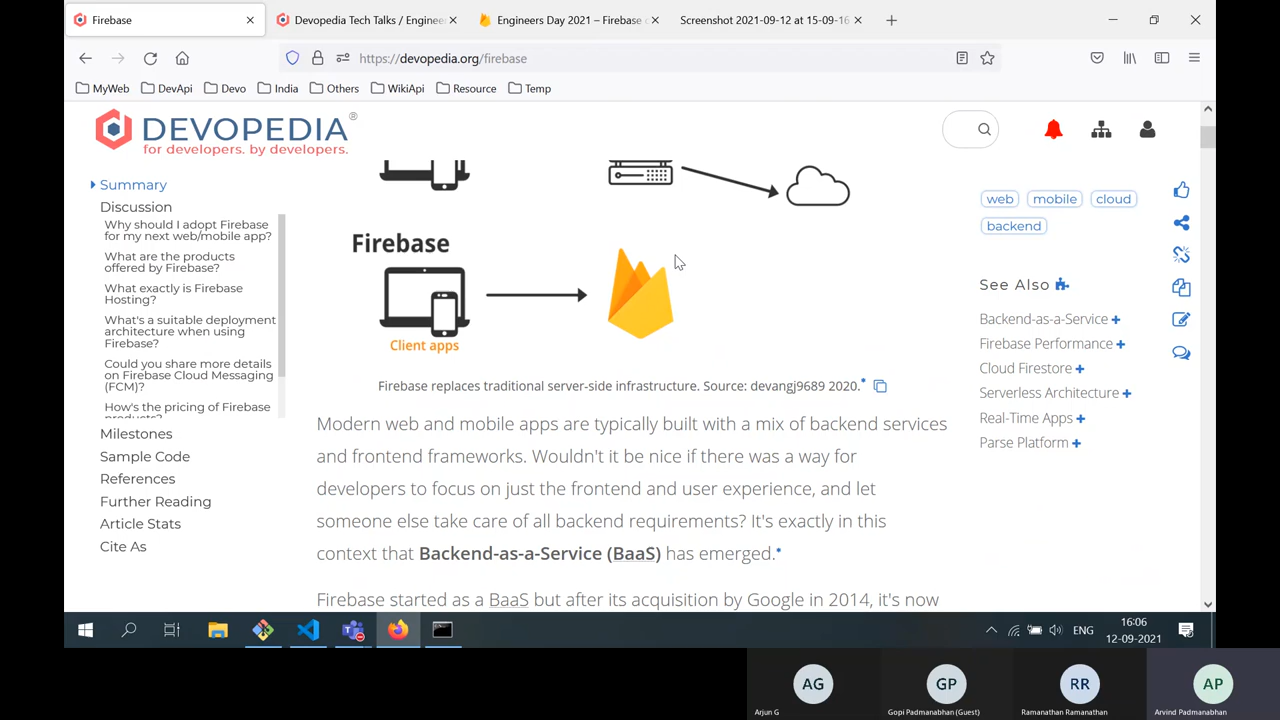 Firebase
Devopedia Tech Talks / Enginee
Engineers Day 2021 – Firebase c
Screenshot 2021-09-12 at 15-09-16
https://devopedia.org/firebase
MyWeb
DevApi
Devo
India
Others
WikiApi
Resource
Temp
DEVOPEDIA®
for developers. by developers.
Summary
Discussion
Why should I adopt Firebase
for my next web/mobile app?
What are the products
offered by Firebase?
What exactly is Firebase
Hosting?
What's a suitable deployment
architecture when using
Firebase?
Could you share more details
on Firebase Cloud Messaging
(FCM)?
How's the pricing of Firebase
products?
Milestones
Sample Code
References
Further Reading
Article Stats
Cite As
Firebase
Client apps
Firebase replaces traditional server-side infrastructure. Source: devangj9689 2020.*
Modern web and mobile apps are typically built with a mix of backend services
and frontend frameworks. Wouldn't it be nice if there was a way for
developers to focus on just the frontend and user experience, and let
someone else take care of all backend requirements? It's exactly in this
context that Backend-as-a-Service (BaaS) has emerged.*
Firebase started as a BaaS but after its acquisition by Google in 2014, it's now
web
mobile
cloud
backend
See Also
Backend-as-a-Service +
Firebase Performance +
Cloud Firestore +
Serverless Architecture +
Real-Time Apps +
Parse Platform +
ENG
16:06
12-09-2021
AG
Arjun G
GP
Gopi Padmanabhan (Guest)
RR
Ramanathan Ramanathan
AP
Arvind Padmanabhan